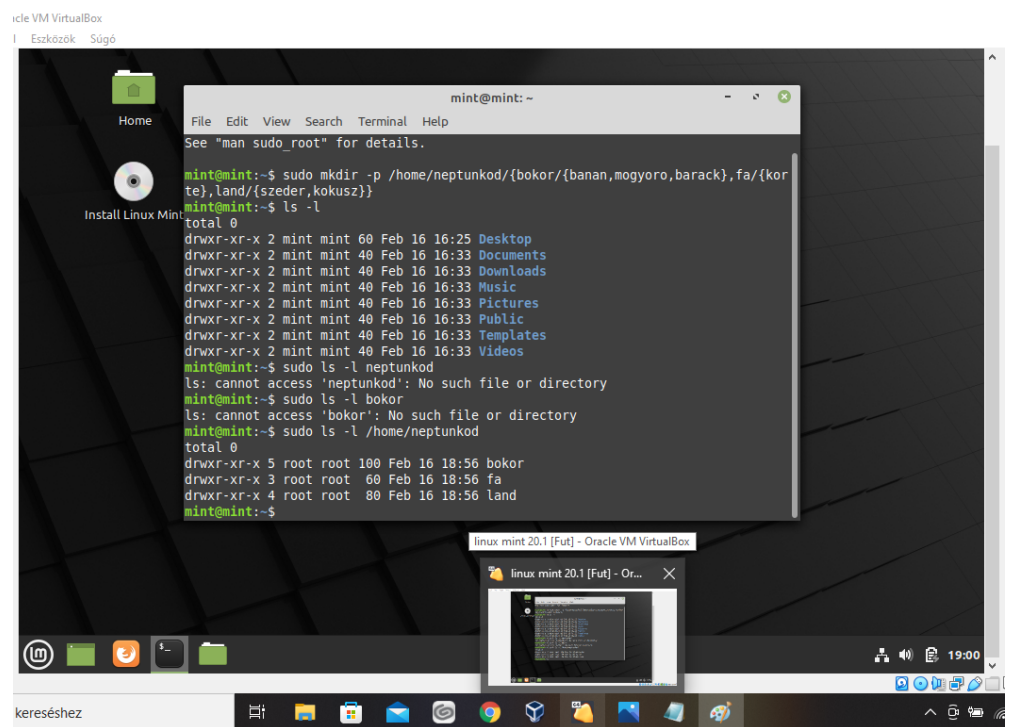 cle VM VirtualBox
Eszközök Súgó
Home
Install Linux Mint
mint@mint: ~
File Edit View Search Terminal Help
See "man sudo_root" for details.
mint@mint:~$ sudo mkdir -p /home/neptunkod/{bokor/{banan,mogyoro,barack},fa/{kor
te},land/{szeder,kokusz}}
mint@mint:~$ ls -l
total 0
drwxr-xr-x 2 mint mint 60 Feb 16 16:25 Desktop
drwxr-xr-x 2 mint mint 40 Feb 16 16:33 Documents
drwxr-xr-x 2 mint mint 40 Feb 16 16:33 Downloads
drwxr-xr-x 2 mint mint 40 Feb 16 16:33 Music
drwxr-xr-x 2 mint mint 40 Feb 16 16:33 Pictures
drwxr-xr-x 2 mint mint 40 Feb 16 16:33 Public
drwxr-xr-x 2 mint mint 40 Feb 16 16:33 Templates
drwxr-xr-x 2 mint mint 40 Feb 16 16:33 Videos
mint@mint:~$ sudo ls -l neptunkod
ls: cannot access 'neptunkod': No such file or directory
mint@mint:~$ sudo ls -l bokor
ls: cannot access 'bokor': No such file or directory
mint@mint:~$ sudo ls -l /home/neptunkod
total 0
drwxr-xr-x 5 root root 100 Feb 16 18:56 bokor
drwxr-xr-x 3 root root  60 Feb 16 18:56 fa
drwxr-xr-x 4 root root  80 Feb 16 18:56 land
mint@mint:~$
linux mint 20.1 [Fut] - Oracle VM VirtualBox
linux mint 20.1 [Fut] - Or...
19:00
kereséshez